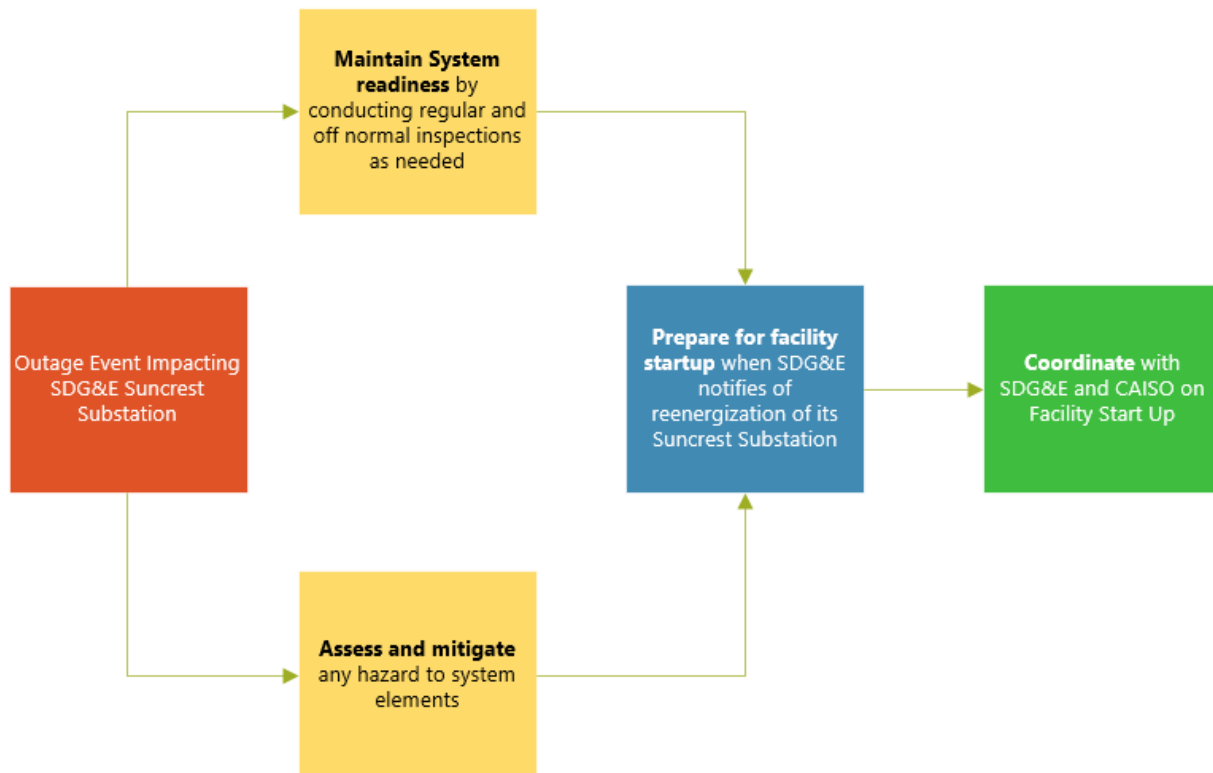 Maintain System
readiness by
conducting regular and
off normal inspections
as needed
Outage Event Impacting
SDG&E Suncrest
Substation
Prepare for facility
startup when SDG&E
notifies of
reenergization of its
Suncrest Substation
Coordinate with
SDG&E and CAISO on
Facility Start Up
Assess and mitigate
any hazard to system
elements